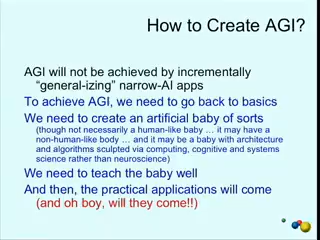 How to Create AGI?
AGI will not be achieved by incrementally
“general-izing” narrow-AI apps
To achieve AGI, we need to go back to basics
We need to create an artificial baby of sorts
(though not necessarily a human-like baby … it may have a
non-human-like body … and it may be a baby with architecture
and algorithms sculpted via computing, cognitive and systems
science rather than neuroscience)
We need to teach the baby well
And then, the practical applications will come
(and oh boy, will they come!!)